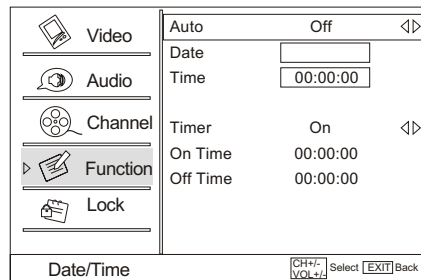 Video
Audio
Channel
Function
Lock
Auto Off
Date
Time 00:00:00
Timer On
On Time 00:00:00
Off Time 00:00:00
Date/Time
CH+/-
VOL+/- Select EXIT Back